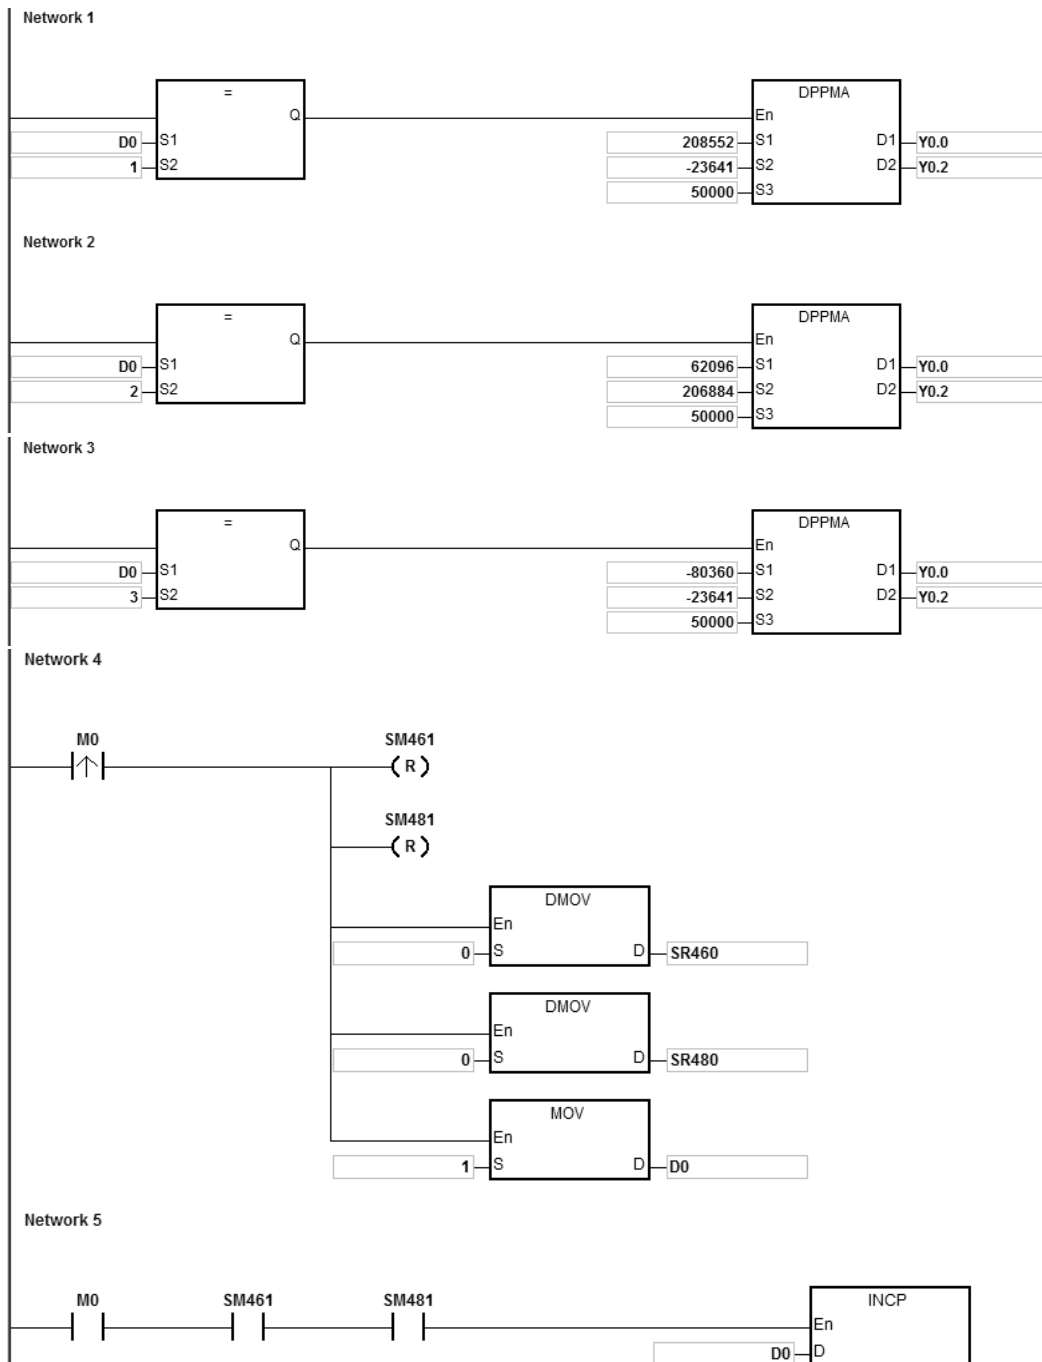 Network 1
=
Q
D0 S1
1 S2
DPPMA
En
208552 S1 D1 Y0.0
-23641 S2 D2 Y0.2
50000 S3
Network 2
=
Q
D0 S1
2 S2
DPPMA
En
62096 S1 D1 Y0.0
206884 S2 D2 Y0.2
50000 S3
Network 3
=
Q
D0 S1
3 S2
DPPMA
En
-80360 S1 D1 Y0.0
-23641 S2 D2 Y0.2
50000 S3
Network 4
M0 SM461
R
SM481
R
DMOV
En
0 S D SR460
DMOV
En
0 S D SR480
MOV
En
1 S D D0
Network 5
M0 SM461 SM481 INCP
En
D0 D